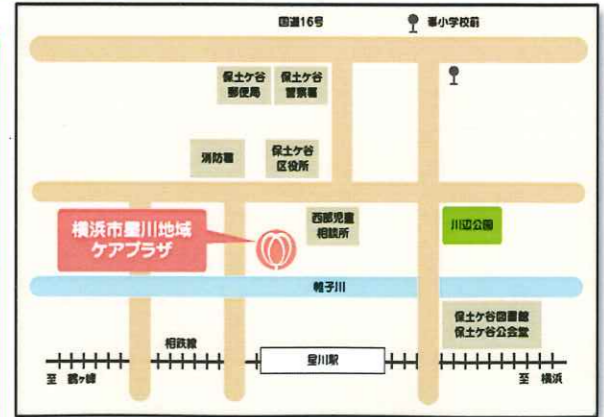 国道16号
峯小学校前
保土ケ谷
郵便局
保土ケ谷
警察署
消防署
保土ケ谷
区役所
横浜市星川地域
ケアプラザ
西部児童
相談所
川辺公園
帷子川
保土ケ谷図書館
保土ケ谷公会堂
相鉄線
星川駅
至 鶴ヶ峰
至 横浜